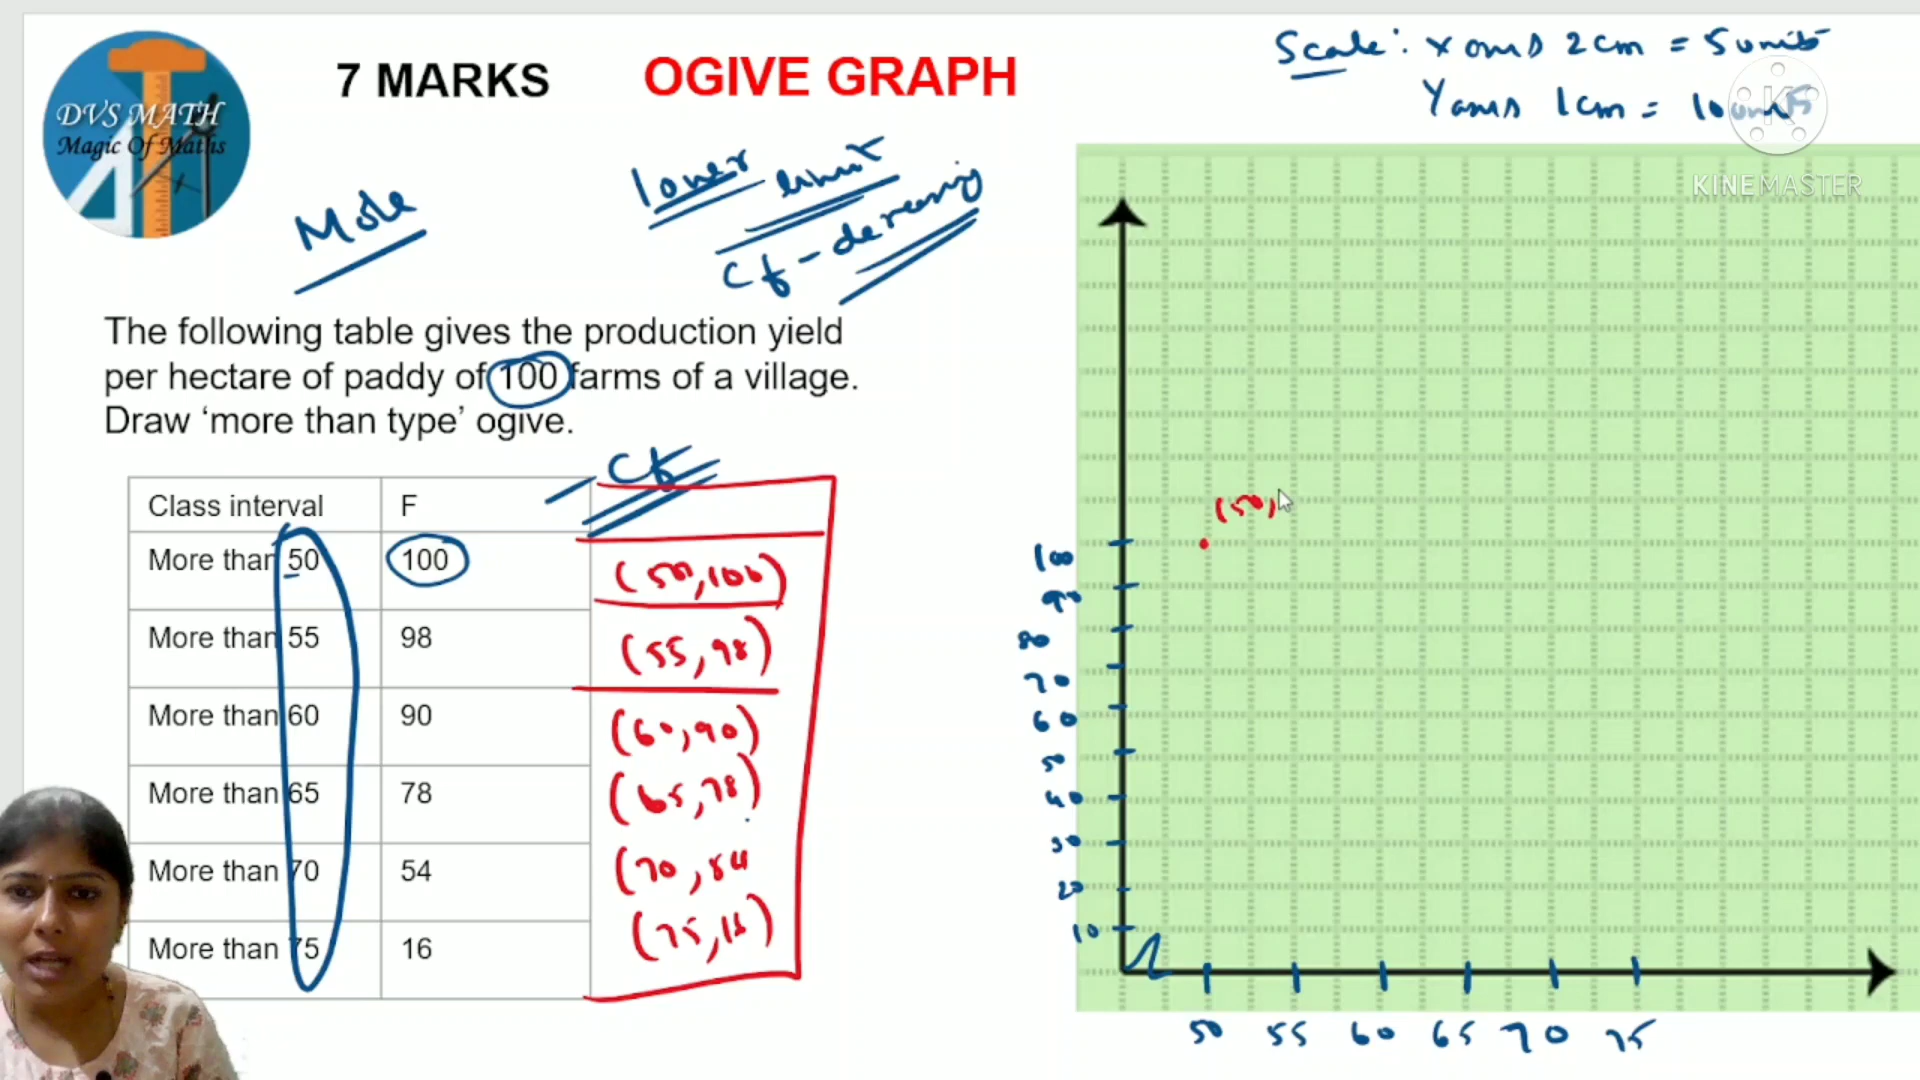 DVS MATH
Magic Of Maths
7 MARKS OGIVE GRAPH
Scale: x axis 2cm = 5 units
Y axis 1cm = 10 units
KINEMASTER
More
lower limit
cf -
The following table gives the production yield
per hectare of paddy of 100 farms of a village.
Draw ‘more than type’ ogive.
cf
Class interval F
More than 50 100 (50,100)
More than 55 98 (55,98)
More than 60 90 (60,90)
More than 65 78 (65,78)
More than 70 54 (70,54
More than 75 16 (75,16)
(50,
100
90
80
70
60
50
40
30
20
10
50 55 60 65 70 75